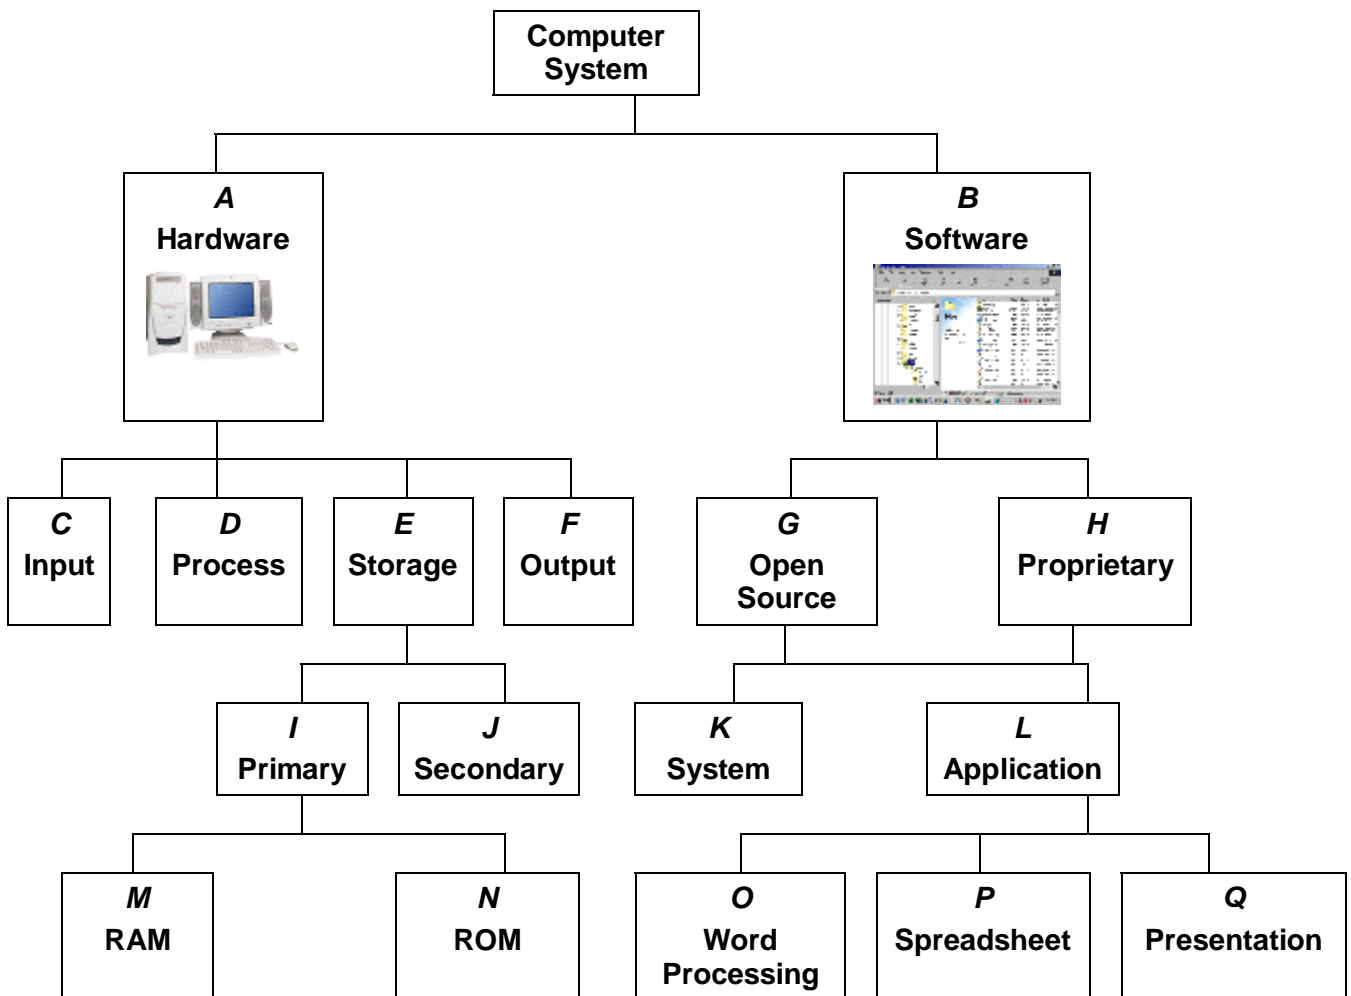 Computer
System
A
Hardware
B
Software
C
Input
D
Process
E
Storage
F
Output
G
Open
Source
H
Proprietary
I
Primary
J
Secondary
K
System
L
Application
M
RAM
N
ROM
O
Word
Processing
P
Spreadsheet
Q
Presentation